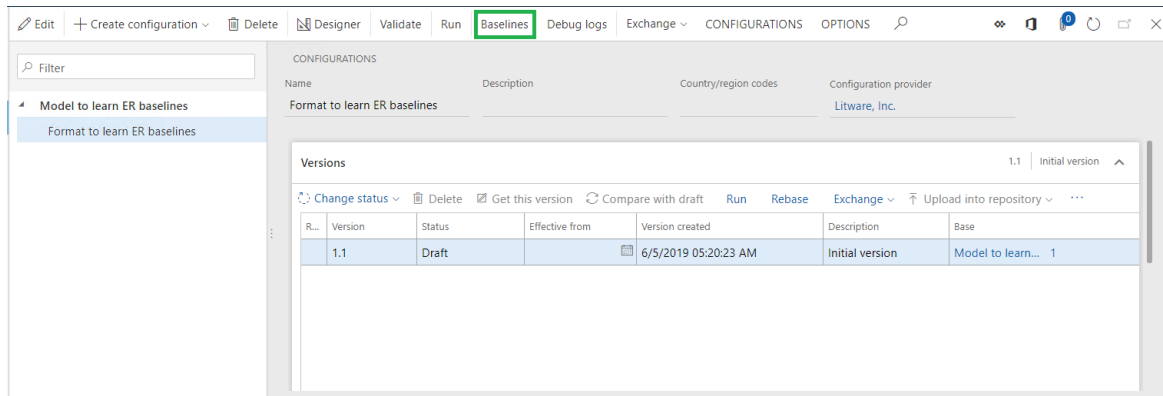 Edit + Create configuration Delete Designer Validate Run Baselines Debug logs Exchange CONFIGURATIONS OPTIONS 0
Filter
Model to learn ER baselines
Format to learn ER baselines
CONFIGURATIONS
Name Description Country/region codes Configuration provider
Format to learn ER baselines Litware, Inc.
Versions 1.1 Initial version
Change status Delete Get this version Compare with draft Run Rebase Exchange Upload into repository ...
R... Version Status Effective from Version created Description Base
1.1 Draft 6/5/2019 05:20:23 AM Initial version Model to learn... 1